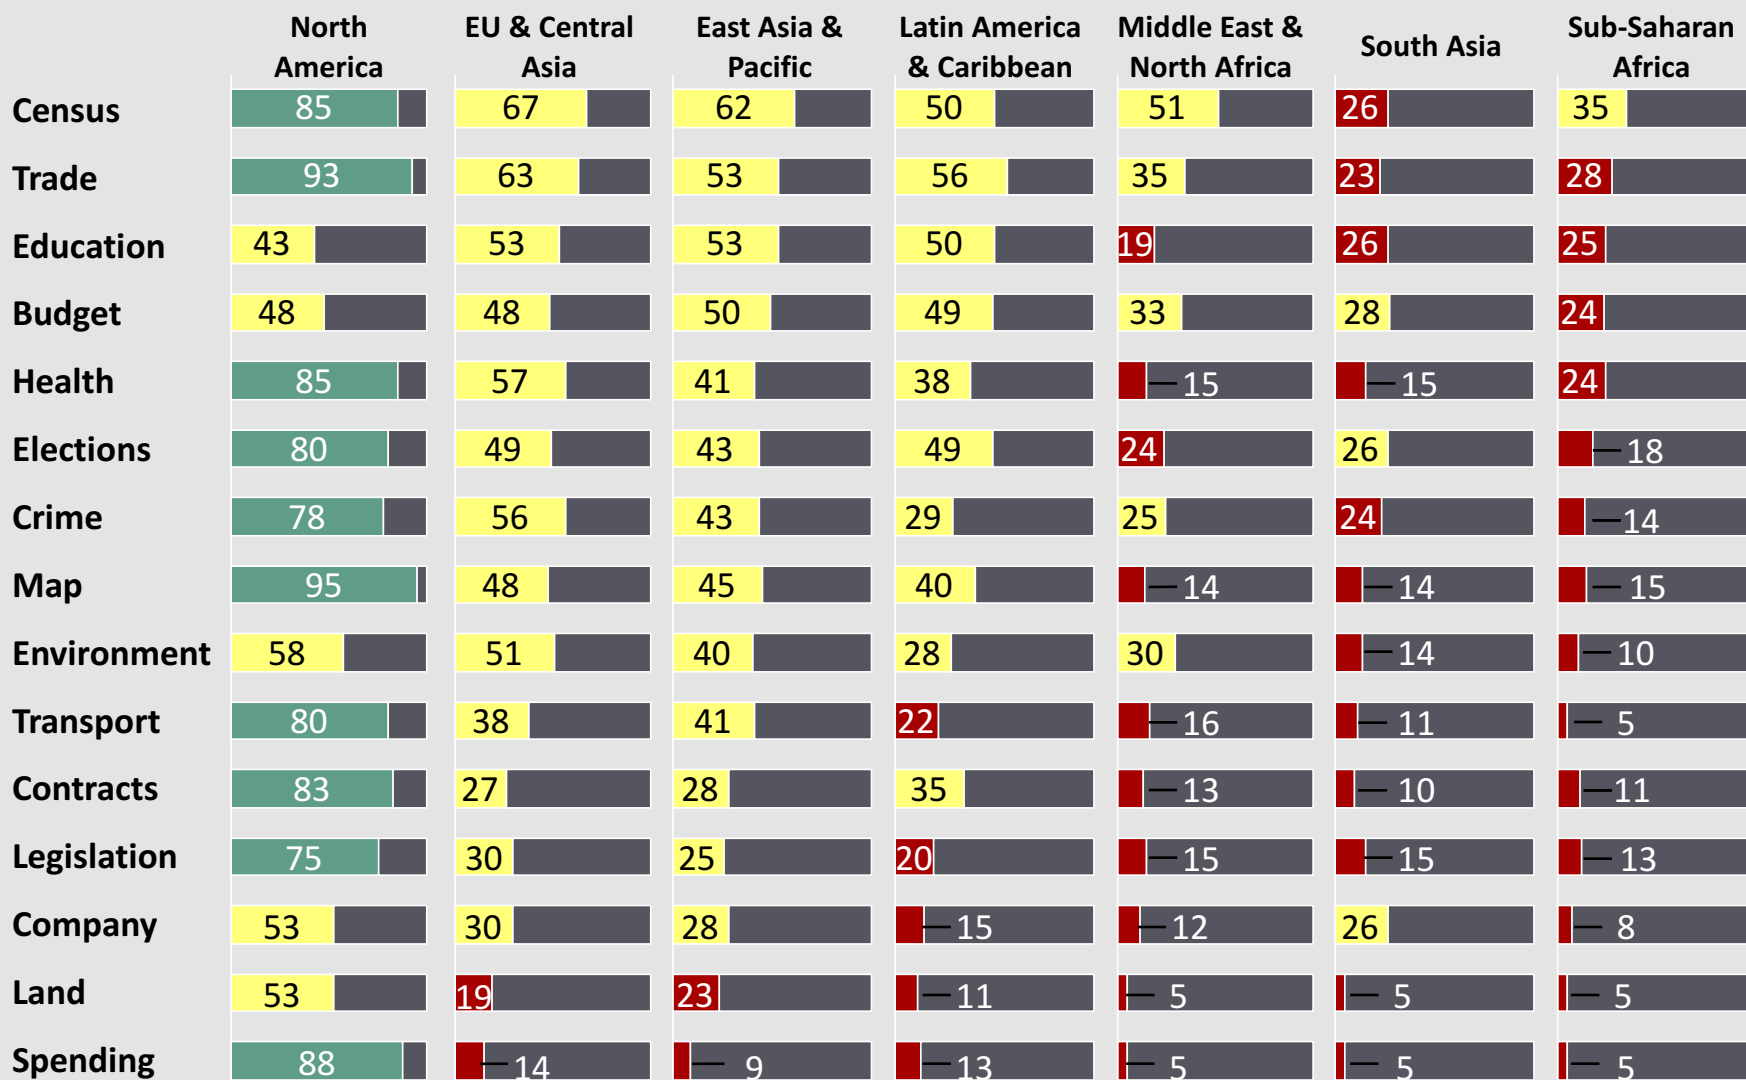 North America
EU & Central Asia
East Asia & Pacific
Latin America & Caribbean
Middle East & North Africa
South Asia
Sub-Saharan Africa
Census 85 67 62 50 51 26 35
Trade 93 63 53 56 35 23 28
Education 43 53 53 50 19 26 25
Budget 48 48 50 49 33 28 24
Health 85 57 41 38 15 15 24
Elections 80 49 43 49 24 26 18
Crime 78 56 43 29 25 24 14
Map 95 48 45 40 14 14 15
Environment 58 51 40 28 30 14 10
Transport 80 38 41 22 16 11 5
Contracts 83 27 28 35 13 10 11
Legislation 75 30 25 20 15 15 13
Company 53 30 28 15 12 26 8
Land 53 19 23 11 5 5 5
Spending 88 14 9 13 5 5 5